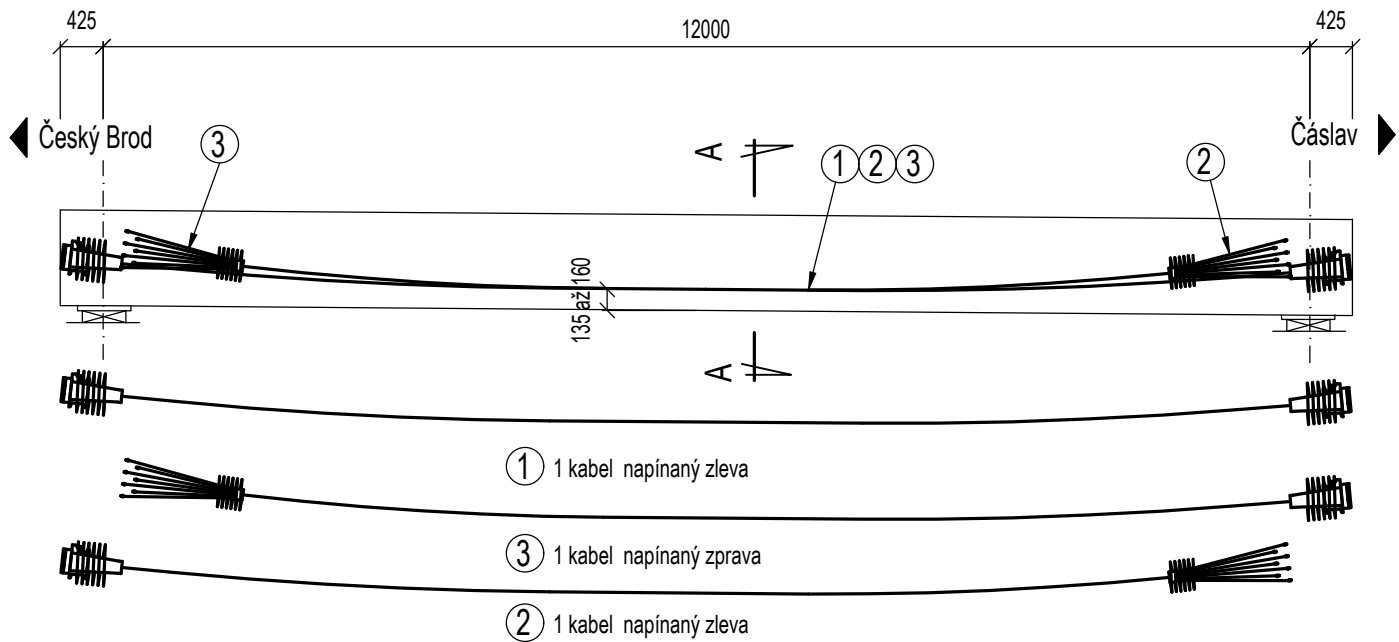 425
12000
425
Český Brod
Čáslav
3
A
1 2 3
2
135 až 160
A
1 1 kabel napínaný zleva
3 1 kabel napínaný zprava
2 1 kabel napínaný zleva